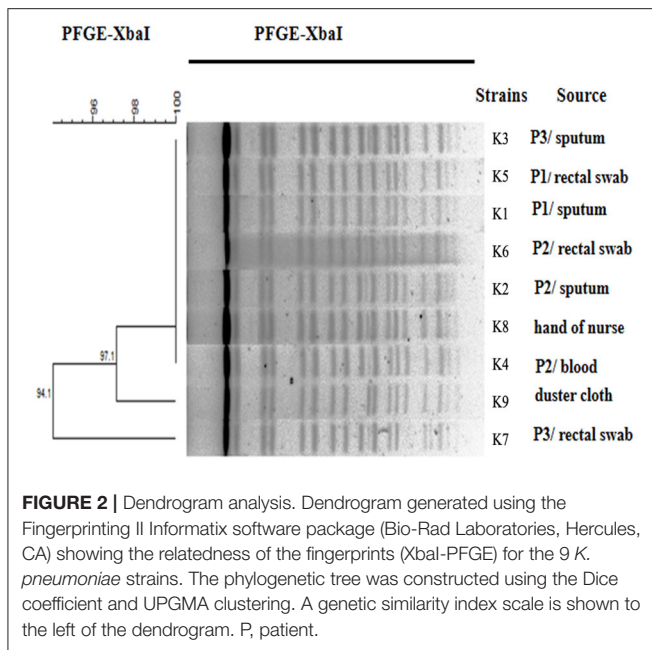 PFGE-XbaI PFGE-XbaI
96 98 100
Strains Source
K3 P3/ sputum
K5 P1/ rectal swab
K1 P1/ sputum
K6 P2/ rectal swab
K2 P2/ sputum
K8 hand of nurse
K4 P2/ blood
K9 duster cloth
K7 P3/ rectal swab
97.1
94.1
FIGURE 2 | Dendrogram analysis. Dendrogram generated using the
Fingerprinting II Informatix software package (Bio-Rad Laboratories, Hercules,
CA) showing the relatedness of the fingerprints (XbaI-PFGE) for the 9 K.
pneumoniae strains. The phylogenetic tree was constructed using the Dice
coefficient and UPGMA clustering. A genetic similarity index scale is shown to
the left of the dendrogram. P, patient.